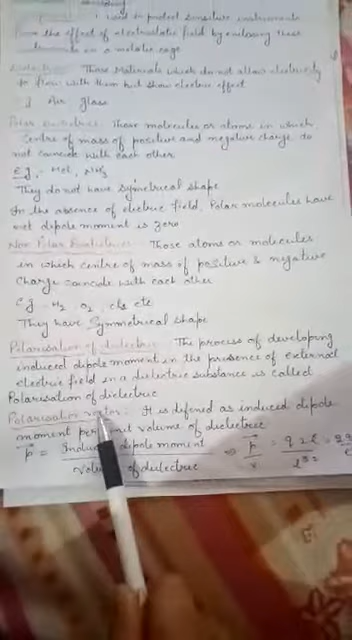 used to protect sensitive instruments
from the effect of electrostatic field by enclosing these
in a metallic cage
Those Materials which do not allow electricity
to flow with them but show electric effect
Air Glass
Polar Dielectrics: Those molecules or atoms in which
Centre of mass of positive and negative charge do
not coincide with each other
E.g - HCl, NH3
They do not have symmetrical shape
In the absence of electric field, Polar molecules have
net dipole moment is zero
Non Polar Dielectrics - Those atoms or molecules
in which centre of mass of positive & negative
Charge coincide with each other
E.g - H2 O2, etc
They have Symmetrical shape
Polarisation of dielectric The process of developing
induced dipole moment in the presence of external
electric field in a dielectric substance is called
Polarisation of dielectric
Polarisation vector: It is defined as induced dipole
moment per unit volume of dielectric
P = dipole moment
of dielectric